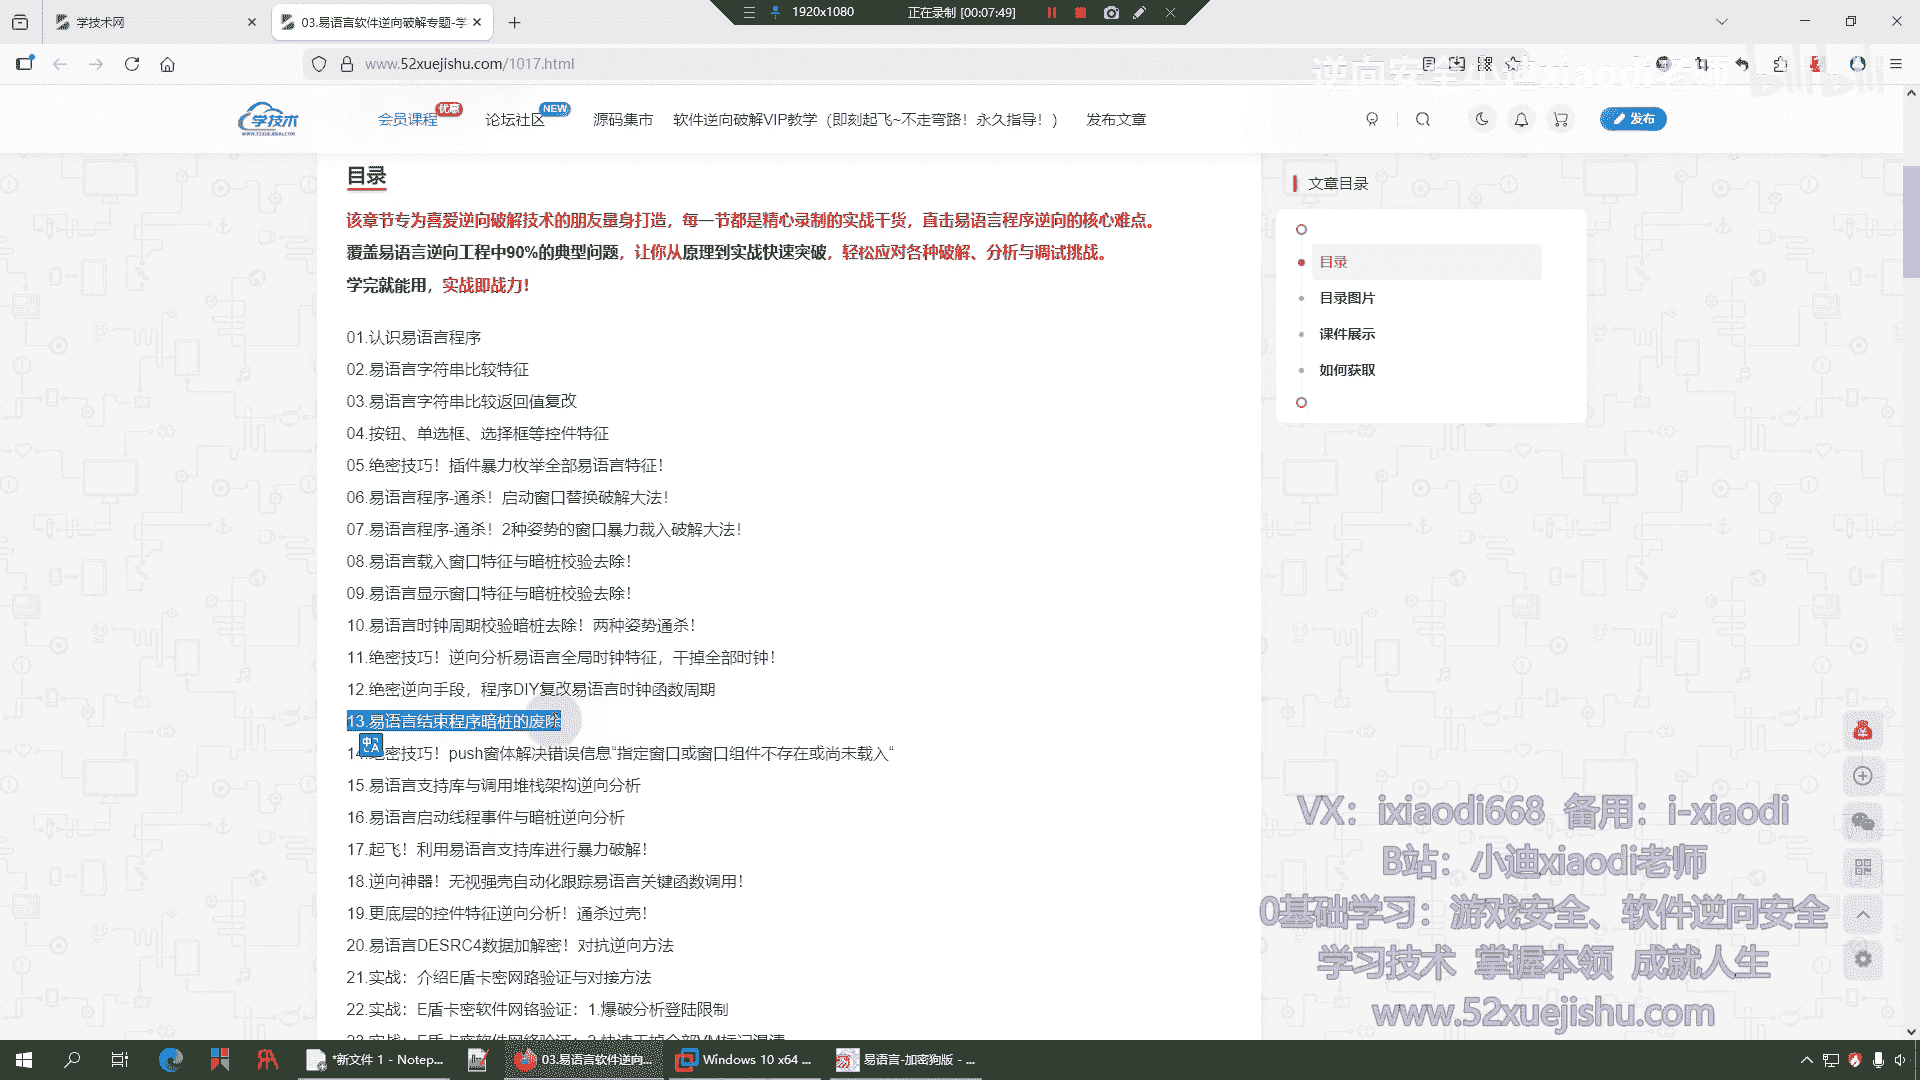 学技术网
03.易语言软件逆向破解专题-学
1920x1080
正在录制 [00:07:49]
www.52xuejishu.com/1017.html
逆向安全小迪xiaodi老师
bilibili
学技术
WWW.52XUEJISHU.COM
会员课程
优惠
论坛社区
NEW
源码集市
软件逆向破解VIP教学（即刻起飞~不走弯路！永久指导！）
发布文章
发布
目录
该章节专为喜爱逆向破解技术的朋友量身打造，每一节都是精心录制的实战干货，直击易语言程序逆向的核心难点。
覆盖易语言逆向工程中90%的典型问题，让你从原理到实战快速突破，轻松应对各种破解、分析与调试挑战。
学完就能用，实战即战力！
01.认识易语言程序
02.易语言字符串比较特征
03.易语言字符串比较返回值复改
04.按钮、单选框、选择框等控件特征
05.绝密技巧！插件暴力枚举全部易语言特征！
06.易语言程序-通杀！启动窗口替换破解大法！
07.易语言程序-通杀！2种姿势的窗口暴力裁入破解大法！
08.易语言载入窗口特征与暗桩校验去除！
09.易语言显示窗口特征与暗桩校验去除！
10.易语言时钟周期校验暗桩去除！两种姿势通杀！
11.绝密技巧！逆向分析易语言全局时钟特征，干掉全部时钟！
12.绝密逆向手段，程序DIY复改易语言时钟函数周期
13.易语言结束程序暗桩的废除
14.绝密技巧！push窗体解决错误信息“指定窗口或窗口组件不存在或尚未载入“
15.易语言支持库与调用堆栈架构逆向分析
16.易语言启动线程事件与暗桩逆向分析
17.起飞！利用易语言支持库进行暴力破解！
18.逆向神器！无视强壳自动化跟踪易语言关键函数调用！
19.更底层的控件特征逆向分析！通杀过壳！
20.易语言DESRC4数据加解密！对抗逆向方法
21.实战：介绍E盾卡密网路验证与对接方法
22.实战：E盾卡密软件网铬验证：1.爆破分析登陆限制
文章目录
目录
目录图片
课件展示
如何获取
VX：ixiaodi668 备用：i-xiaodi
B站：小迪xiaodi老师
0基础学习：游戏安全、软件逆向安全
学习技术 掌握本领 成就人生
www.52xuejishu.com
*新文件 1 - Notep...
03.易语言软件逆向...
Windows 10 x64 ...
易语言-加密狗版 - ...